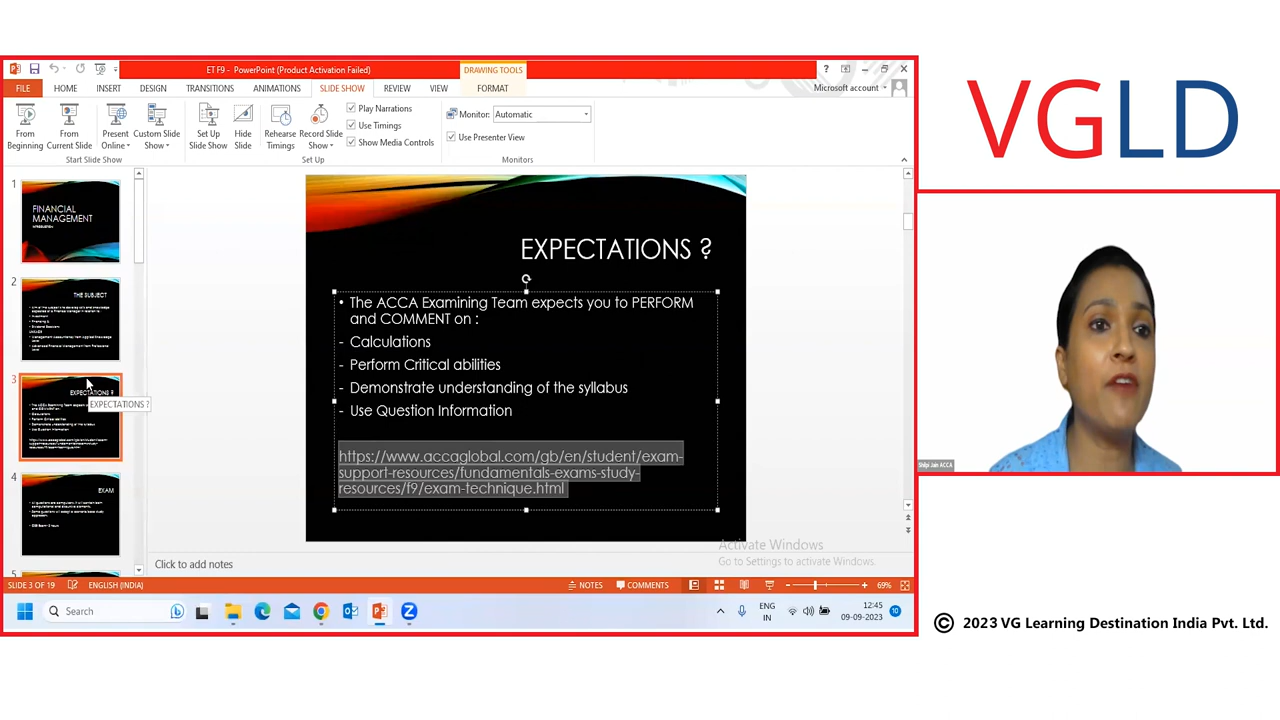 ET F9 - PowerPoint (Product Activation Failed)
DRAWING TOOLS
FILE
HOME
INSERT
DESIGN
TRANSITIONS
ANIMATIONS
SLIDE SHOW
REVIEW
VIEW
FORMAT
Microsoft account
From Beginning
From Current Slide
Present Online
Custom Slide Show
Set Up Slide Show
Hide Slide
Rehearse Timings
Record Slide Show
Play Narrations
Use Timings
Show Media Controls
Monitor: Automatic
Use Presenter View
Start Slide Show
Set Up
Monitors
1
FINANCIAL
MANAGEMENT
INTRODUCTION
2
THE SUBJECT
3
EXPECTATIONS ?
EXPECTATIONS ?
4
EXAM
5
EXPECTATIONS ?
• The ACCA Examining Team expects you to PERFORM
and COMMENT on :
- Calculations
- Perform Critical abilities
- Demonstrate understanding of the syllabus
- Use Question Information
https://www.accaglobal.com/gb/en/student/exam-
support-resources/fundamentals-exams-study-
resources/f9/exam-technique.html
Activate Windows
Go to Settings to activate Windows.
Click to add notes
SLIDE 3 OF 19
ENGLISH (INDIA)
NOTES
COMMENTS
69%
Search
ENG
IN
12:45
09-09-2023
10
VGLD
Shilpi Jain ACCA
© 2023 VG Learning Destination India Pvt. Ltd.